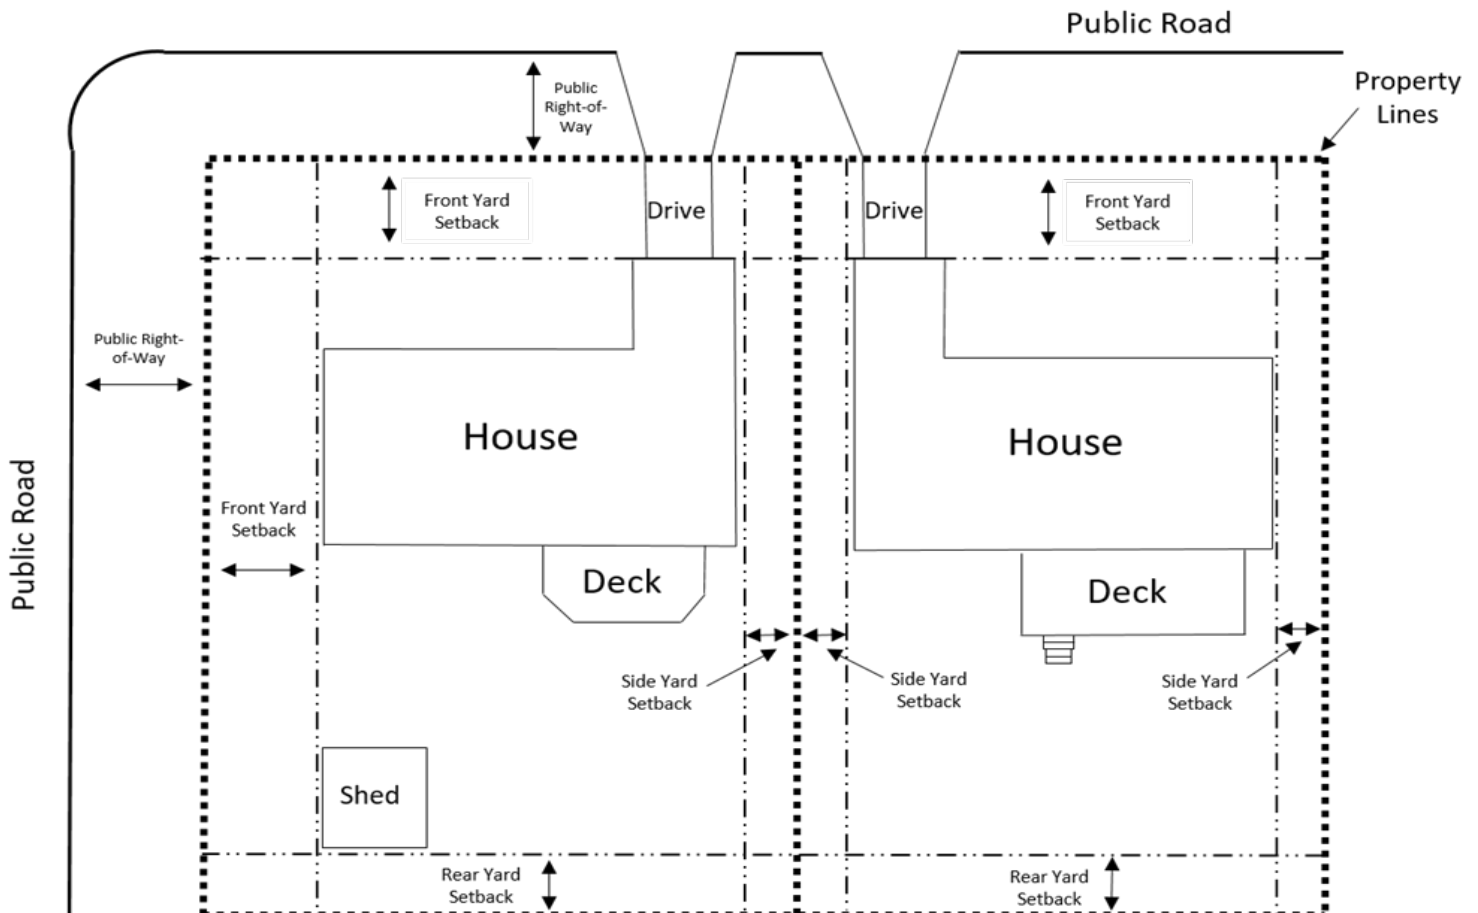 Public Road
Property
Lines
Public
Right-of-
Way
Front Yard
Setback
Drive
Drive
Front Yard
Setback
Public Right-
of-Way
House
House
Public Road
Front Yard
Setback
Deck
Deck
Side Yard
Setback
Side Yard
Setback
Side Yard
Setback
Shed
Rear Yard
Setback
Rear Yard
Setback